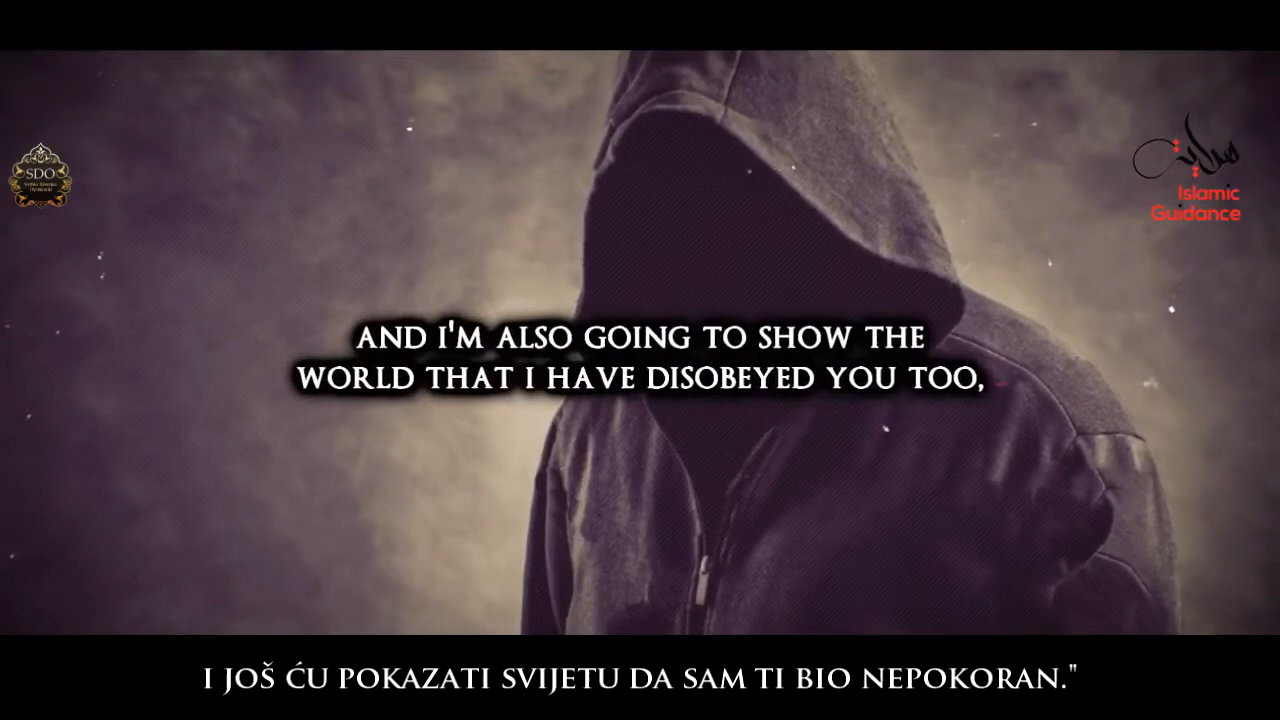 SDO
هداية
Islamic
Guidance
AND I'M ALSO GOING TO SHOW THE
WORLD THAT I HAVE DISOBEYED YOU TOO,
I JOŠ ĆU POKAZATI SVIJETU DA SAM TI BIO NEPOKORAN."